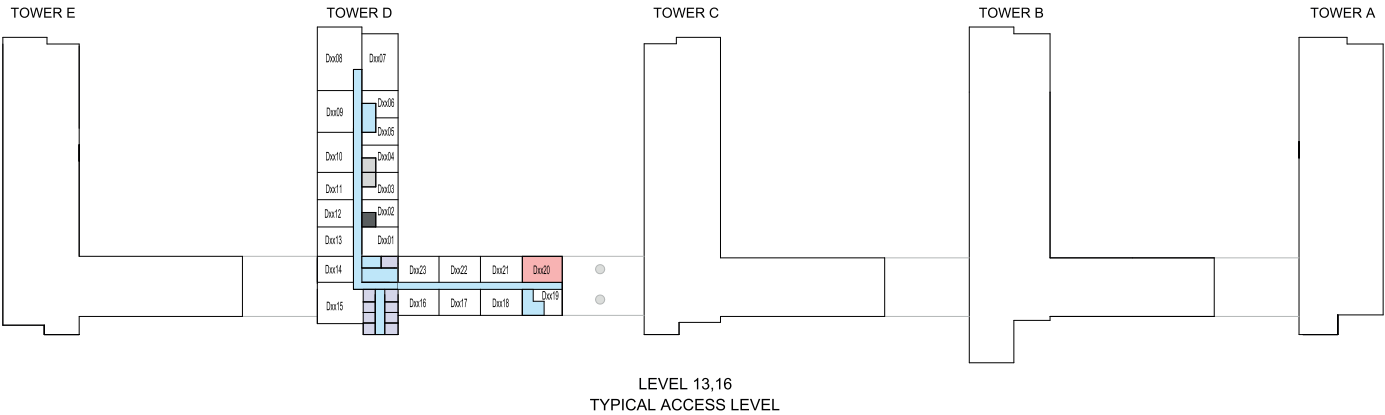 TOWER E
TOWER D
TOWER C
TOWER B
TOWER A
Dxx08
Dxx07
Dxx09
Dxx06
Dxx05
Dxx10
Dxx04
Dxx11
Dxx03
Dxx12
Dxx02
Dxx13
Dxx01
Dxx14
Dxx23
Dxx22
Dxx21
Dxx20
Dxx15
Dxx16
Dxx17
Dxx18
Dxx19
LEVEL 13,16
TYPICAL ACCESS LEVEL